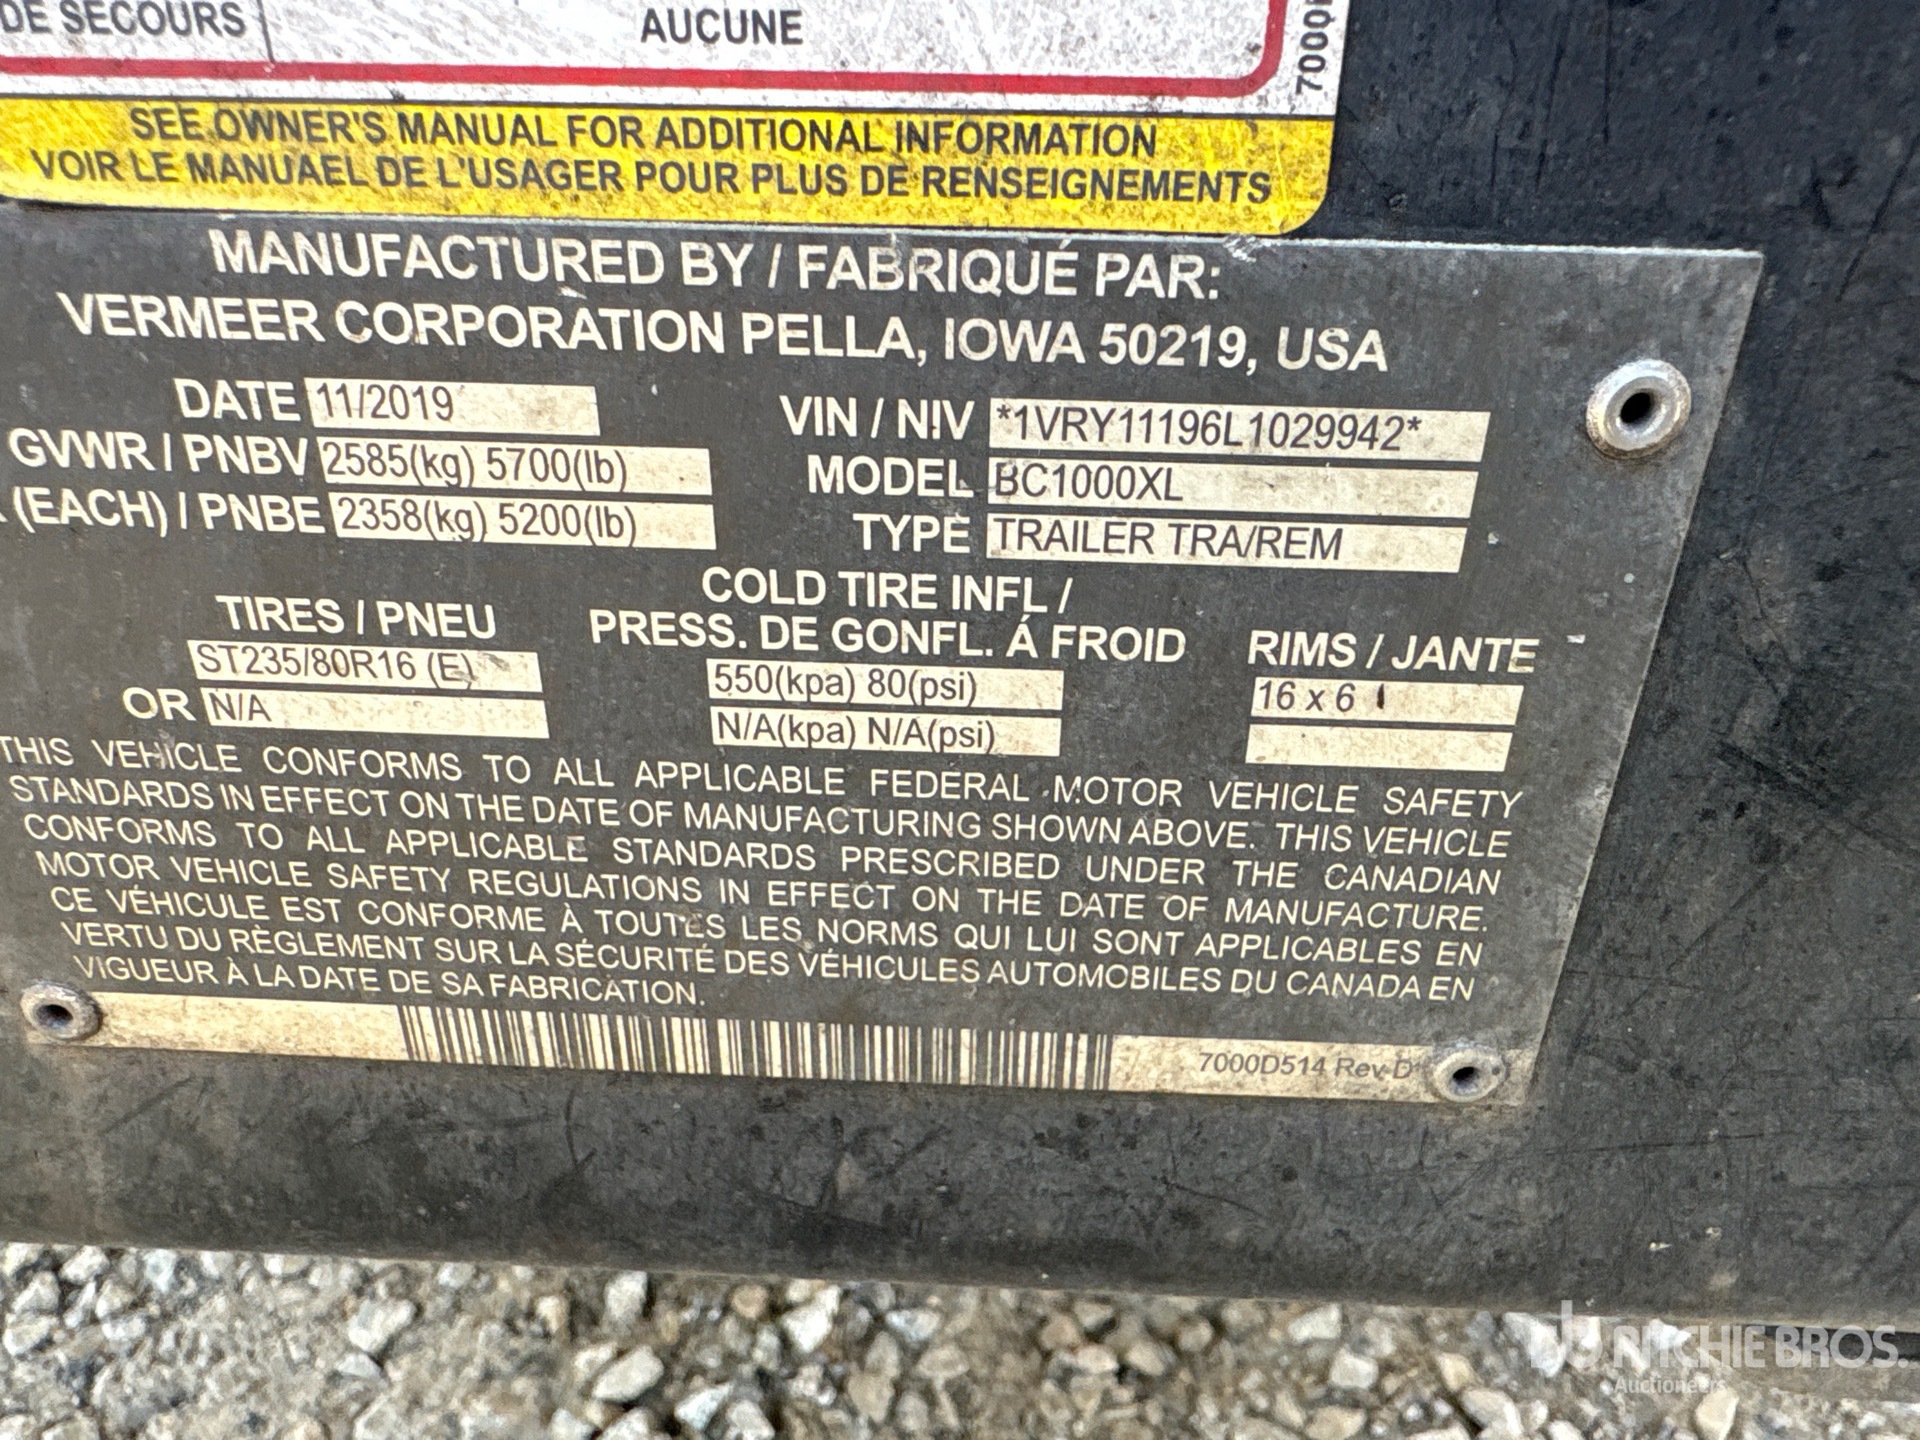 DE SECOURS AUCUNE
7000
SEE OWNER'S MANUAL FOR ADDITIONAL INFORMATION
VOIR LE MANUAEL DE L'USAGER POUR PLUS DE RENSEIGNEMENTS
MANUFACTURED BY / FABRIQUÉ PAR:
VERMEER CORPORATION PELLA, IOWA 50219, USA
DATE 11/2019 VIN / NIV *1VRY11196L1029942*
GVWR / PNBV 2585(kg) 5700(lb) MODEL BC1000XL
(EACH) / PNBE 2358(kg) 5200(lb) TYPE TRAILER TRA/REM
TIRES / PNEU COLD TIRE INFL / PRESS. DE GONFL. Á FROID RIMS / JANTE
ST235/80R16 (E) 550(kpa) 80(psi) 16 x 6
OR N/A N/A(kpa) N/A(psi)
THIS VEHICLE CONFORMS TO ALL APPLICABLE FEDERAL MOTOR VEHICLE SAFETY
STANDARDS IN EFFECT ON THE DATE OF MANUFACTURING SHOWN ABOVE. THIS VEHICLE
CONFORMS TO ALL APPLICABLE STANDARDS PRESCRIBED UNDER THE CANADIAN
MOTOR VEHICLE SAFETY REGULATIONS IN EFFECT ON THE DATE OF MANUFACTURE.
CE VÉHICULE EST CONFORME À TOUTES LES NORMS QUI LUI SONT APPLICABLES EN
VERTU DU RÈGLEMENT SUR LA SÉCURITÉ DES VÉHICULES AUTOMOBILES DU CANADA EN
VIGUEUR À LA DATE DE SA FABRICATION.
7000D514 Rev D
RITCHIE BROS.
Auctioneers